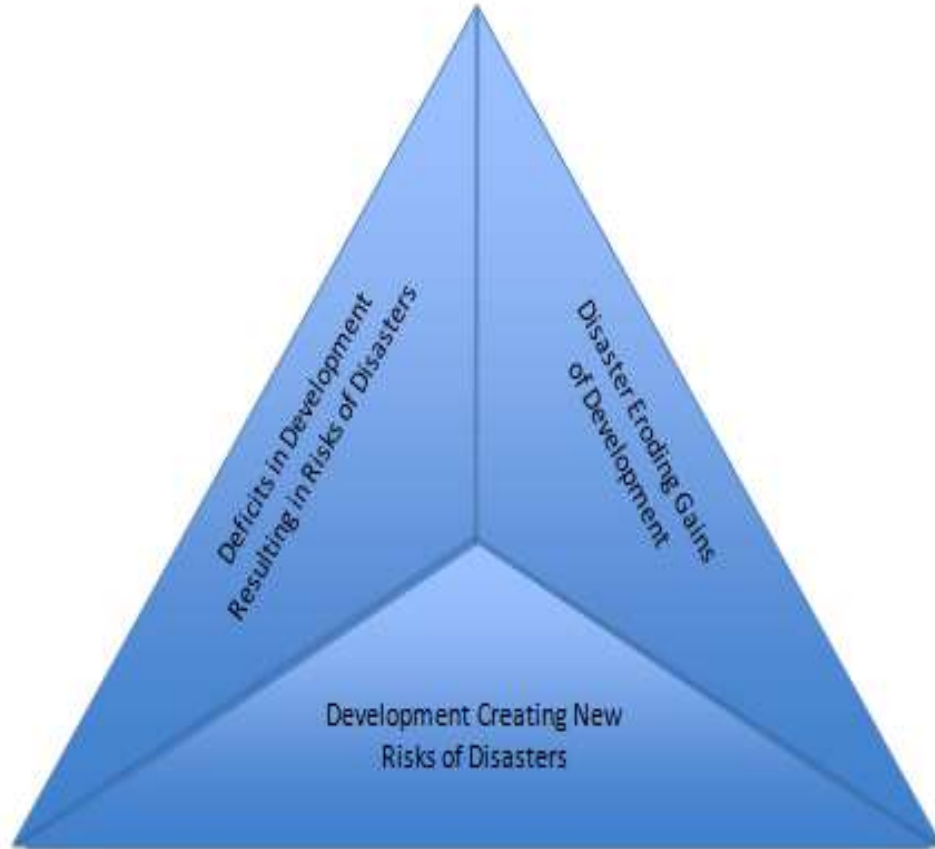 Deficits in Development
Resulting in Risks of Disasters
Disaster Eroding Gains
of Development
Development Creating New
Risks of Disasters